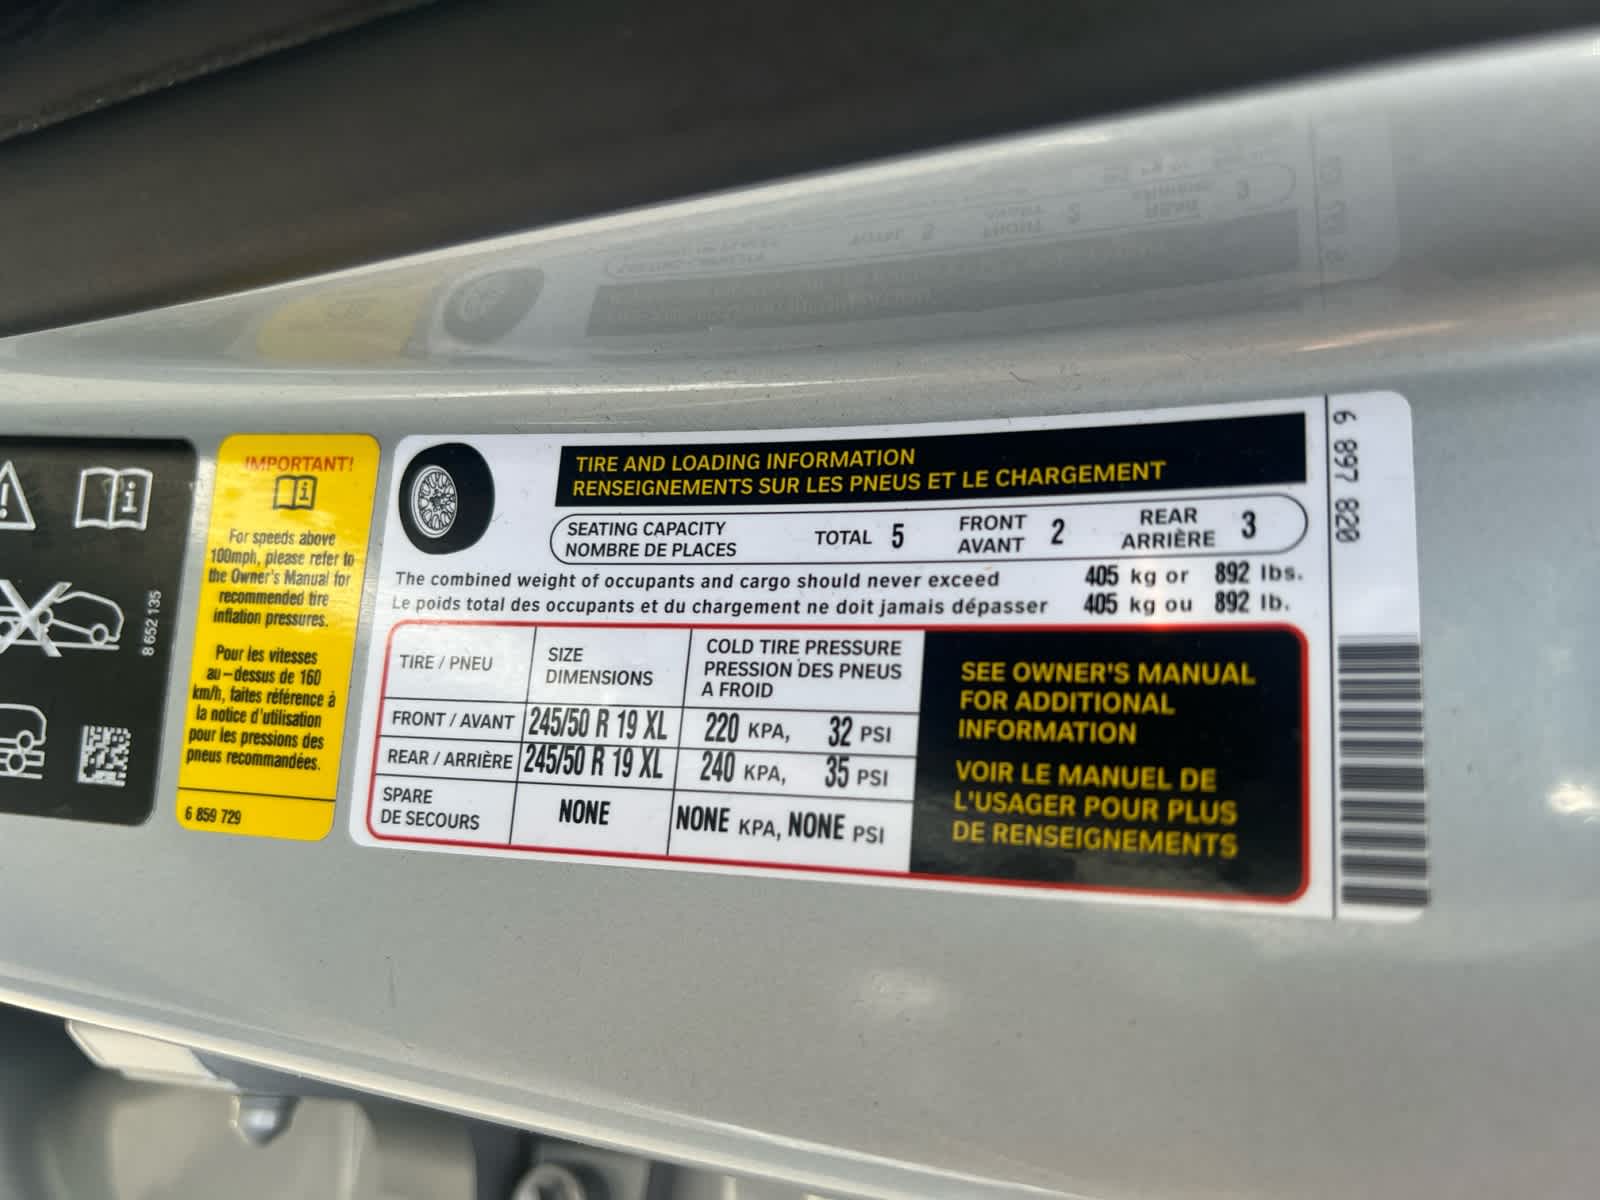 8 652 135
IMPORTANT!
For speeds above
100mph, please refer to
the Owner's Manual for
recommended tire
inflation pressures.
Pour les vitesses
au-dessus de 160
km/h, faites référence à
la notice d'utilisation
pour les pressions des
pneus recommandées.
6 859 729
TIRE AND LOADING INFORMATION
RENSEIGNEMENTS SUR LES PNEUS ET LE CHARGEMENT
SEATING CAPACITY
NOMBRE DE PLACES
TOTAL 5
FRONT
AVANT
2
REAR
ARRIÈRE
3
The combined weight of occupants and cargo should never exceed 405 kg or 892 lbs.
Le poids total des occupants et du chargement ne doit jamais dépasser 405 kg ou 892 lb.
TIRE / PNEU
SIZE
DIMENSIONS
COLD TIRE PRESSURE
PRESSION DES PNEUS
A FROID
FRONT / AVANT 245/50 R 19 XL 220 KPA, 32 PSI
REAR / ARRIÈRE 245/50 R 19 XL 240 KPA, 35 PSI
SPARE
DE SECOURS
NONE
NONE KPA, NONE PSI
SEE OWNER'S MANUAL
FOR ADDITIONAL
INFORMATION
VOIR LE MANUEL DE
L'USAGER POUR PLUS
DE RENSEIGNEMENTS
6 897 820